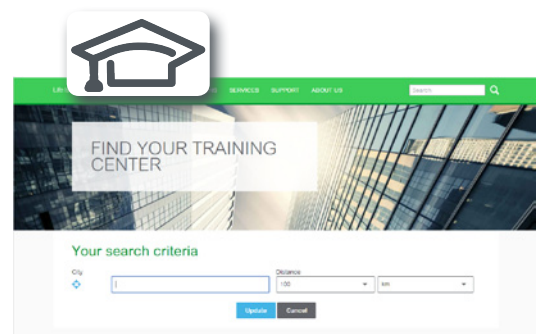 SERVICES SUPPORT ABOUT US Search
FIND YOUR TRAINING
CENTER
Your search criteria
City Distance
100 km
Update Cancel